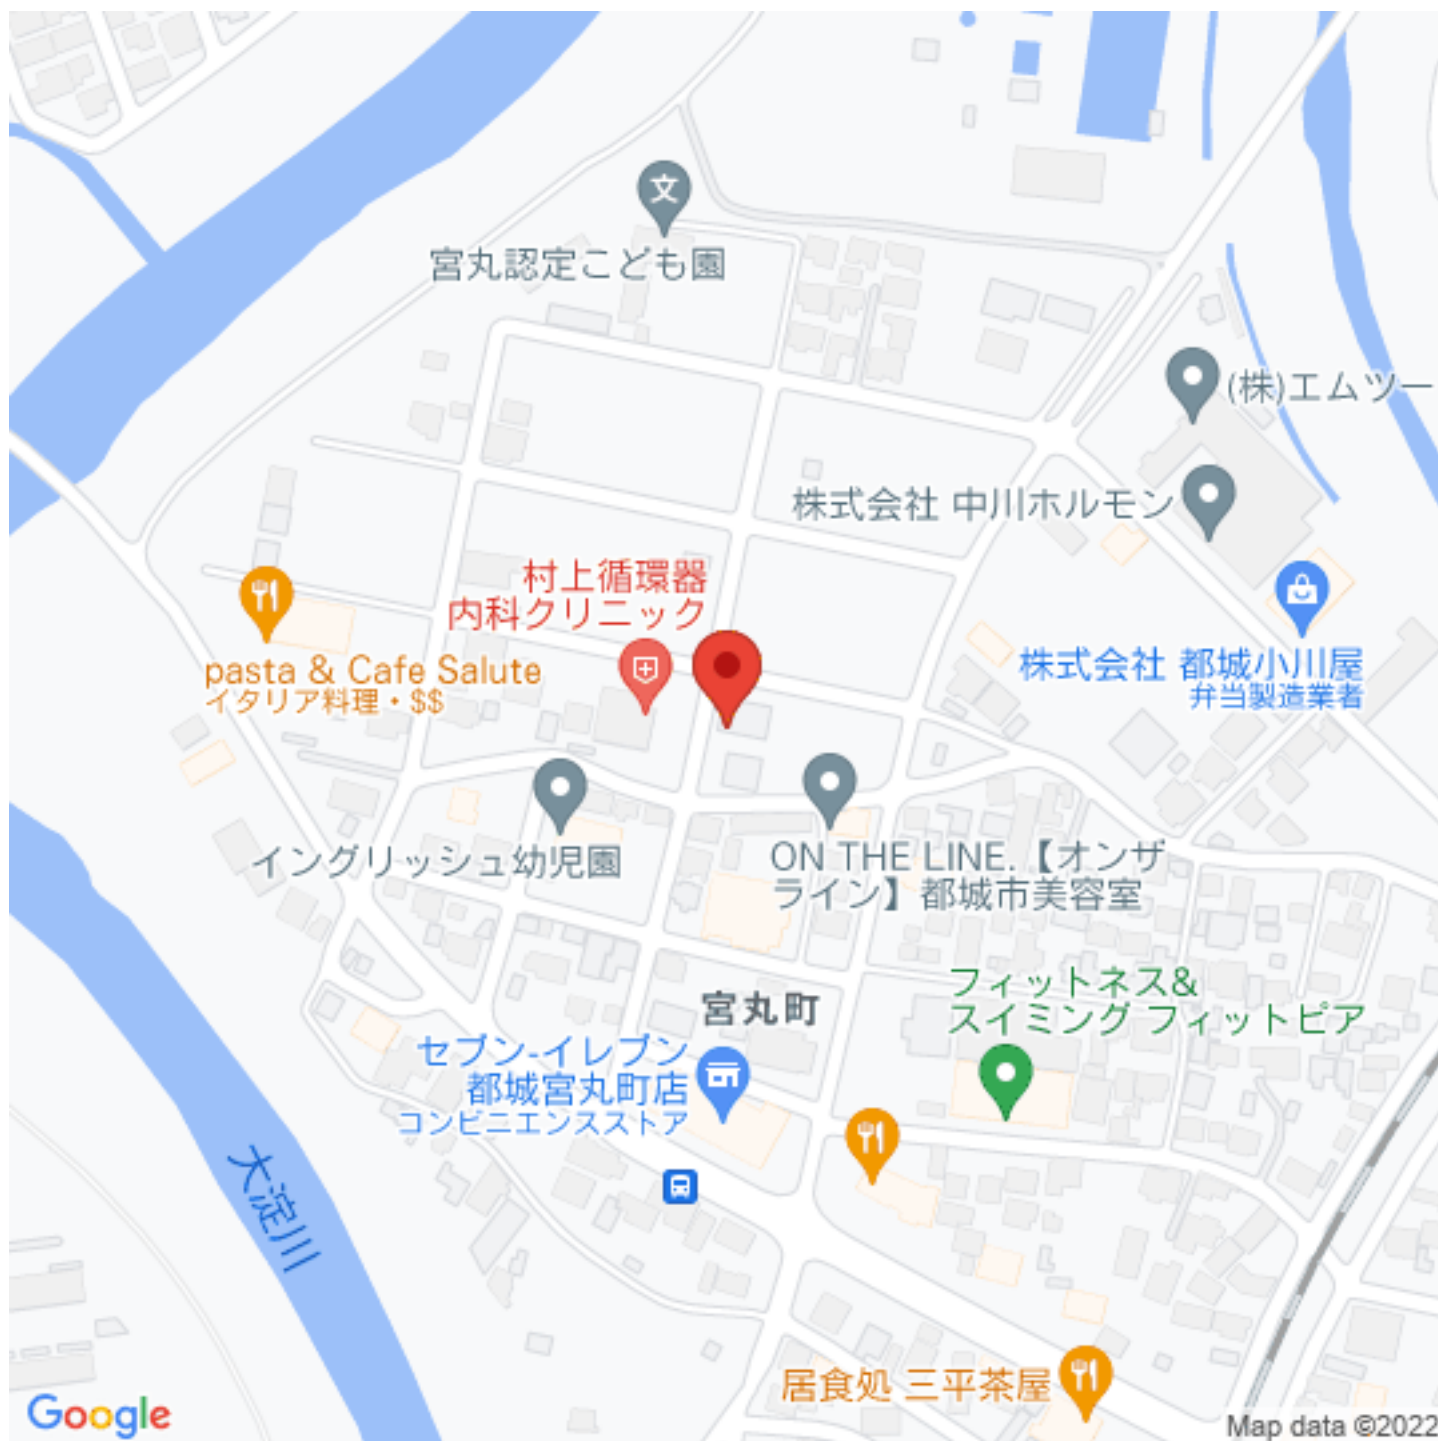 宮丸認定こども園
(株)エムツー
株式会社 中川ホルモン
村上循環器
内科クリニック
pasta & Cafe Salute
イタリア料理・$$
株式会社 都城小川屋
弁当製造業者
イングリッシュ幼児園
ON THE LINE.【オンザ
ライン】都城市美容室
フィットネス&
スイミング フィットピア
宮丸町
セブン-イレブン
都城宮丸町店
コンビニエンスストア
大淀川
居食処 三平茶屋
Google
Map data ©2022
文